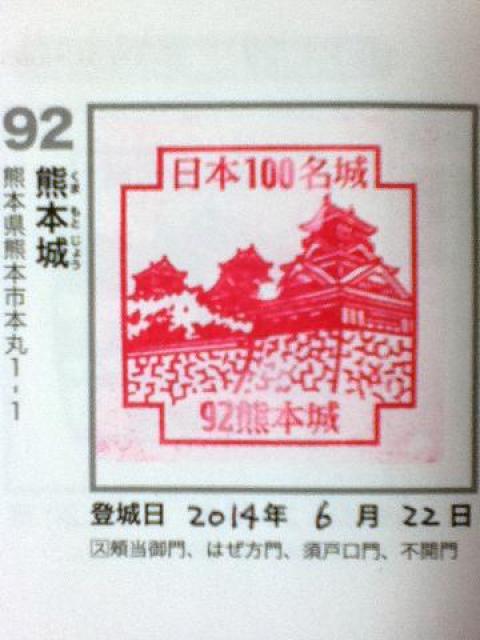 92
熊本城
くまもとじょう
熊本県熊本市本丸1-1
日本100名城
92熊本城
登城日 2014年 6月 22日
ス頬当御門、はぜ方門、須戸口門、不開門